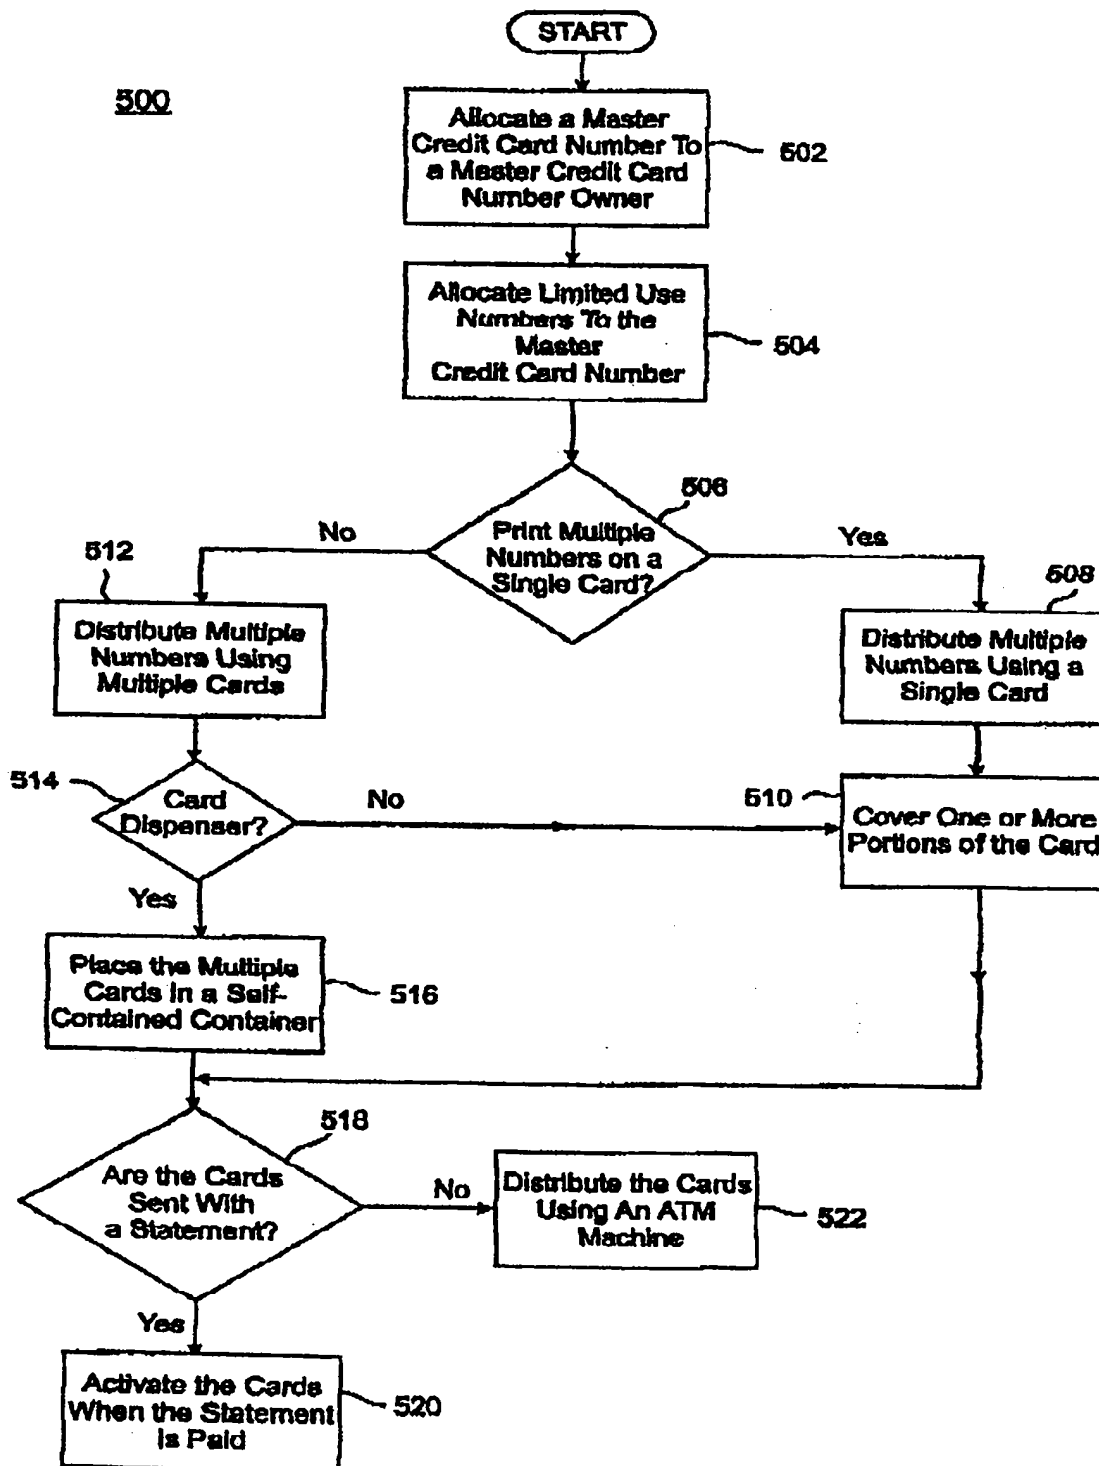 START
500
Allocate a Master
Credit Card Number To
a Master Credit Card
Number Owner
502
Allocate Limited Use
Numbers To the
Master
Credit Card Number
504
506
Print Multiple
Numbers on a
Single Card?
No
Yes
512
Distribute Multiple
Numbers Using
Multiple Cards
508
Distribute Multiple
Numbers Using a
Single Card
514
Card
Dispenser?
No
510
Cover One or More
Portions of the Card
Yes
Place the Multiple
Cards In a Self-
Contained Container
516
518
Are the Cards
Sent With
a Statement?
No
Distribute the Cards
Using An ATM
Machine
522
Yes
Activate the Cards
When the Statement
is Paid
520